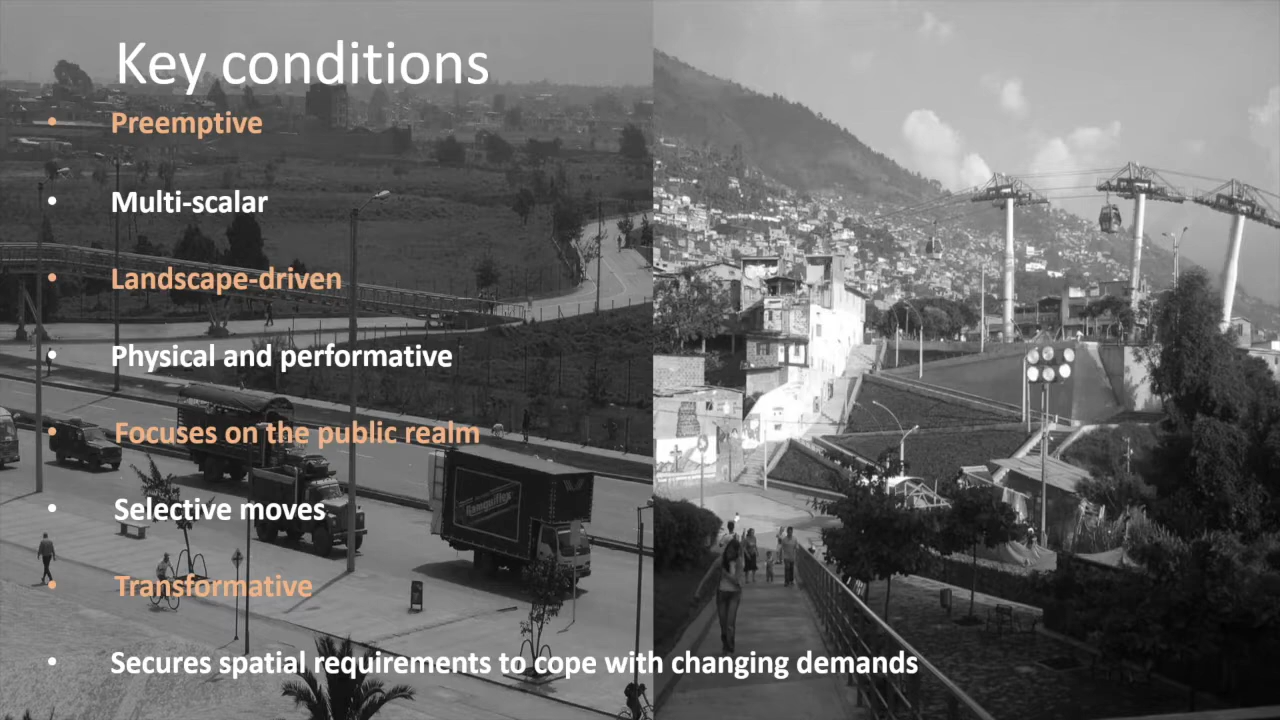 Key conditions
• Preemptive
• Multi-scalar
• Landscape-driven
• Physical and performative
• Focuses on the public realm
• Selective moves
• Transformative
• Secures spatial requirements to cope with changing demands